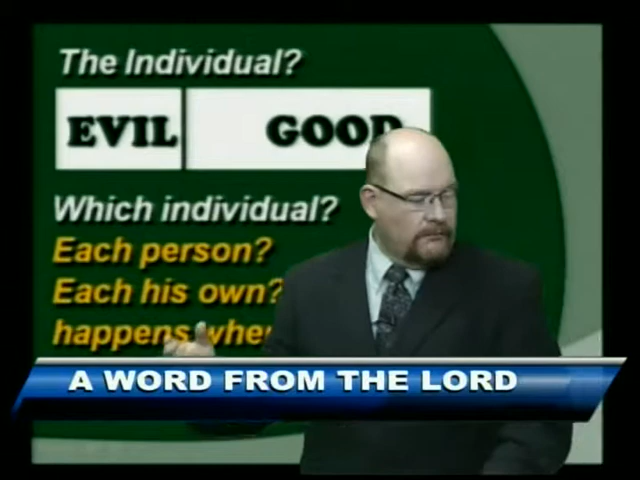 The Individual?
EVIL GOOD
Which individual?
Each person?
Each his own?
happens
A WORD FROM THE LORD